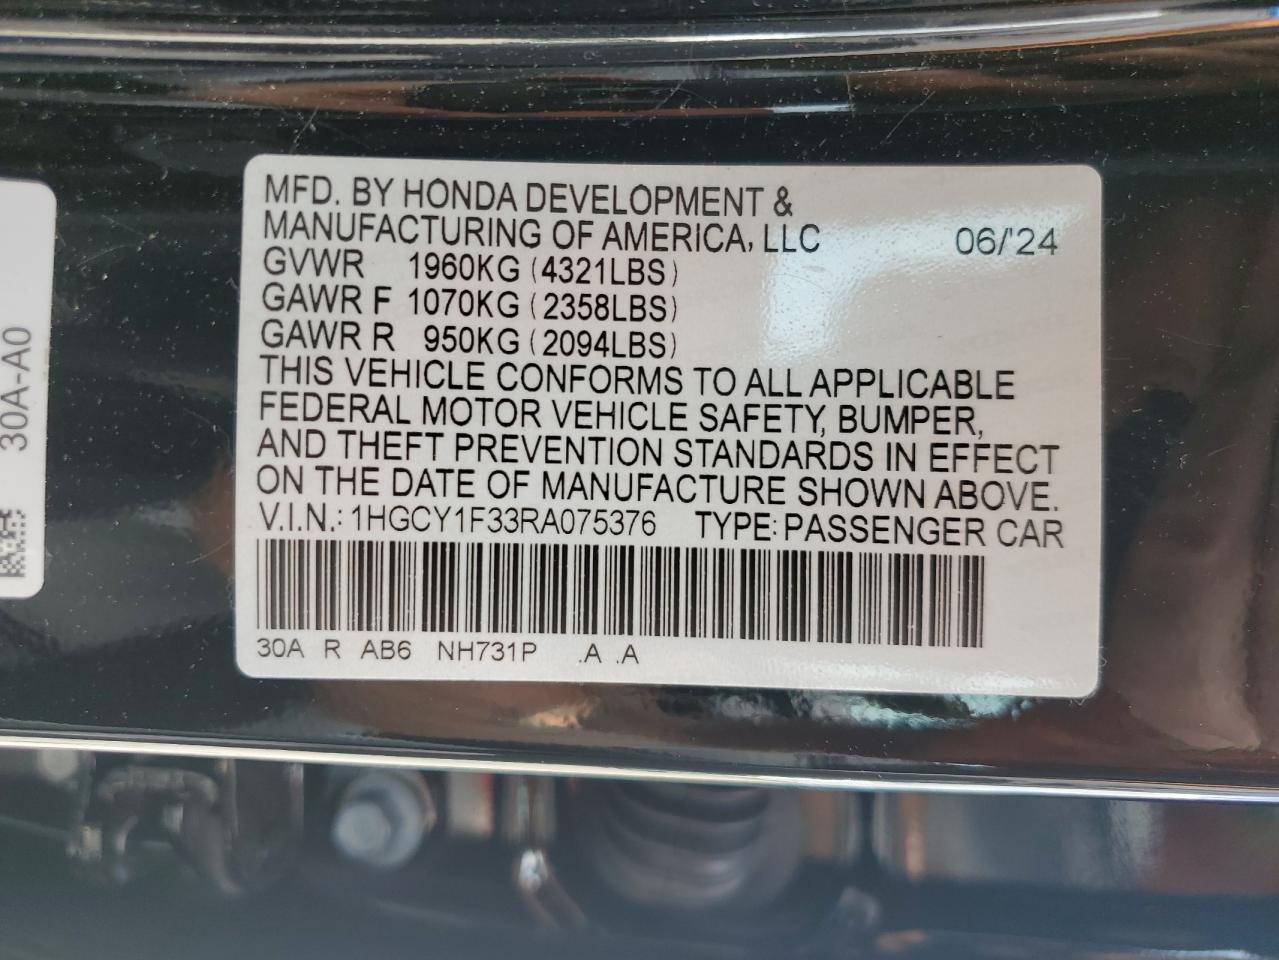 MFD. BY HONDA DEVELOPMENT &
MANUFACTURING OF AMERICA, LLC 06/'24
GVWR 1960KG (4321LBS)
GAWR F 1070KG (2358LBS)
GAWR R 950KG (2094LBS)
THIS VEHICLE CONFORMS TO ALL APPLICABLE
FEDERAL MOTOR VEHICLE SAFETY, BUMPER,
AND THEFT PREVENTION STANDARDS IN EFFECT
ON THE DATE OF MANUFACTURE SHOWN ABOVE.
V.I.N.: 1HGCY1F33RA075376 TYPE: PASSENGER CAR
30A R AB6 NH731P .A .A
30A-A0